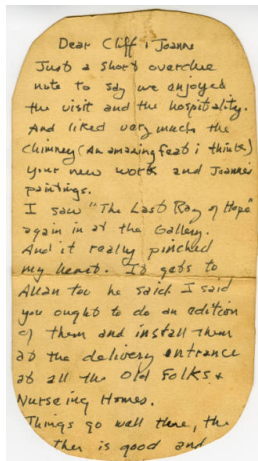 Dear Cliff & Joanne
Just a short overdue
note to say we enjoyed
the visit and the hospitality.
And liked very much the
chimney (An amazing feat i think)
your new work and Joannes
paintings.
I saw "The Last Ray of Hope"
again in at the Gallery.
And it really pinched
my heart. It gets to
Allan too he said. I said
you ought to do an edition
of them and install them
at the delivery entrance
at all the Old Folks &
Nurseing Homes.
Things go well there, the
ther is good and